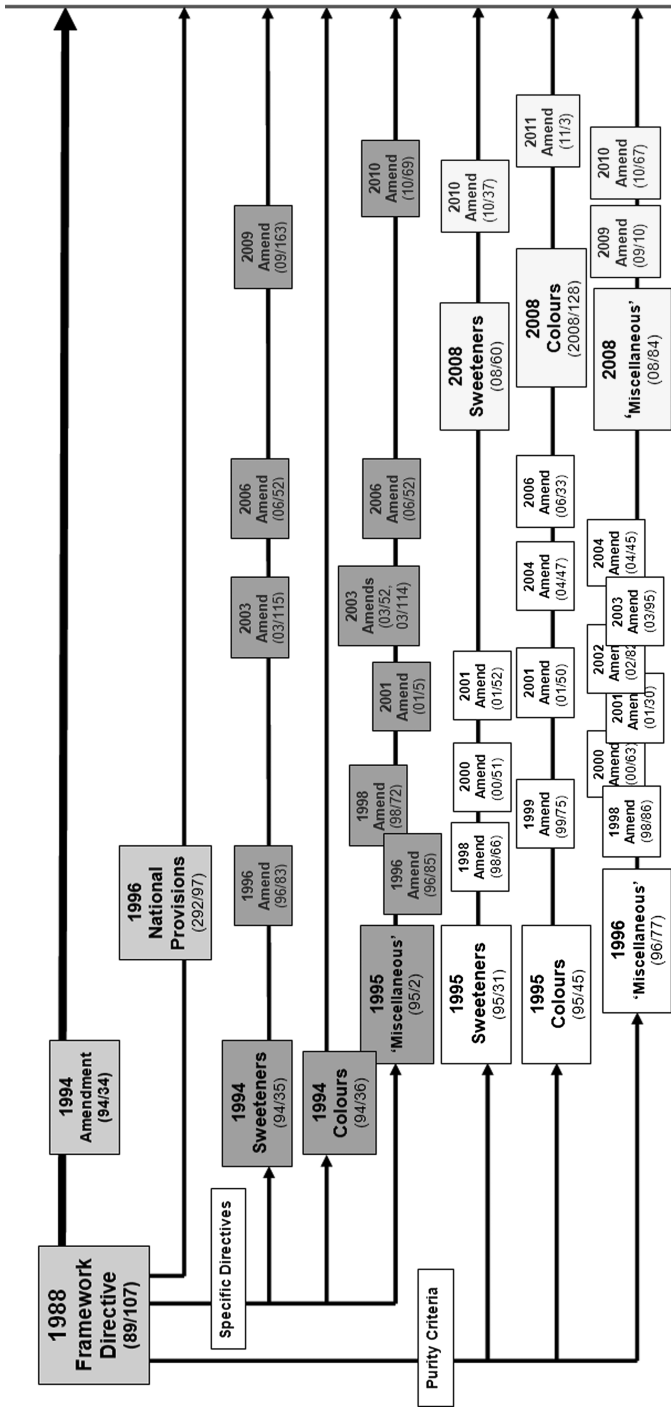 1988
Framework
Directive
(89/107)
1994
Amendment
(94/34)
1996
National
Provisions
(292/97)
Specific Directives
1994
Sweeteners
(94/35)
1996
Amend
(96/83)
2003
Amend
(03/115)
2006
Amend
(06/52)
2009
Amend
(09/163)
1994
Colours
(94/36)
1995
‘Miscellaneous’
(95/2)
1996
Amend
(96/85)
1998
Amend
(98/72)
2001
Amend
(01/5)
2003
Amends
(03/52,
03/114)
2006
Amend
(06/52)
2010
Amend
(10/69)
Purity Criteria
1995
Sweeteners
(95/31)
1998
Amend
(98/66)
2000
Amend
(00/51)
2001
Amend
(01/52)
2008
Sweeteners
(08/60)
2010
Amend
(10/37)
1995
Colours
(95/45)
1999
Amend
(99/75)
2001
Amend
(01/50)
2004
Amend
(04/47)
2006
Amend
(06/33)
2008
Colours
(2008/128)
2011
Amend
(11/3)
1996
‘Miscellaneous’
(96/77)
1998
Amend
(98/86)
2000
Amend
(00/63)
2001
Amen
(01/30)
2002
Amend
(02/82
2003
Amend
(03/95)
2004
Amend
(04/45)
2008
‘Miscellaneous’
(08/84)
2009
Amend
(09/10)
2010
Amend
(10/67)